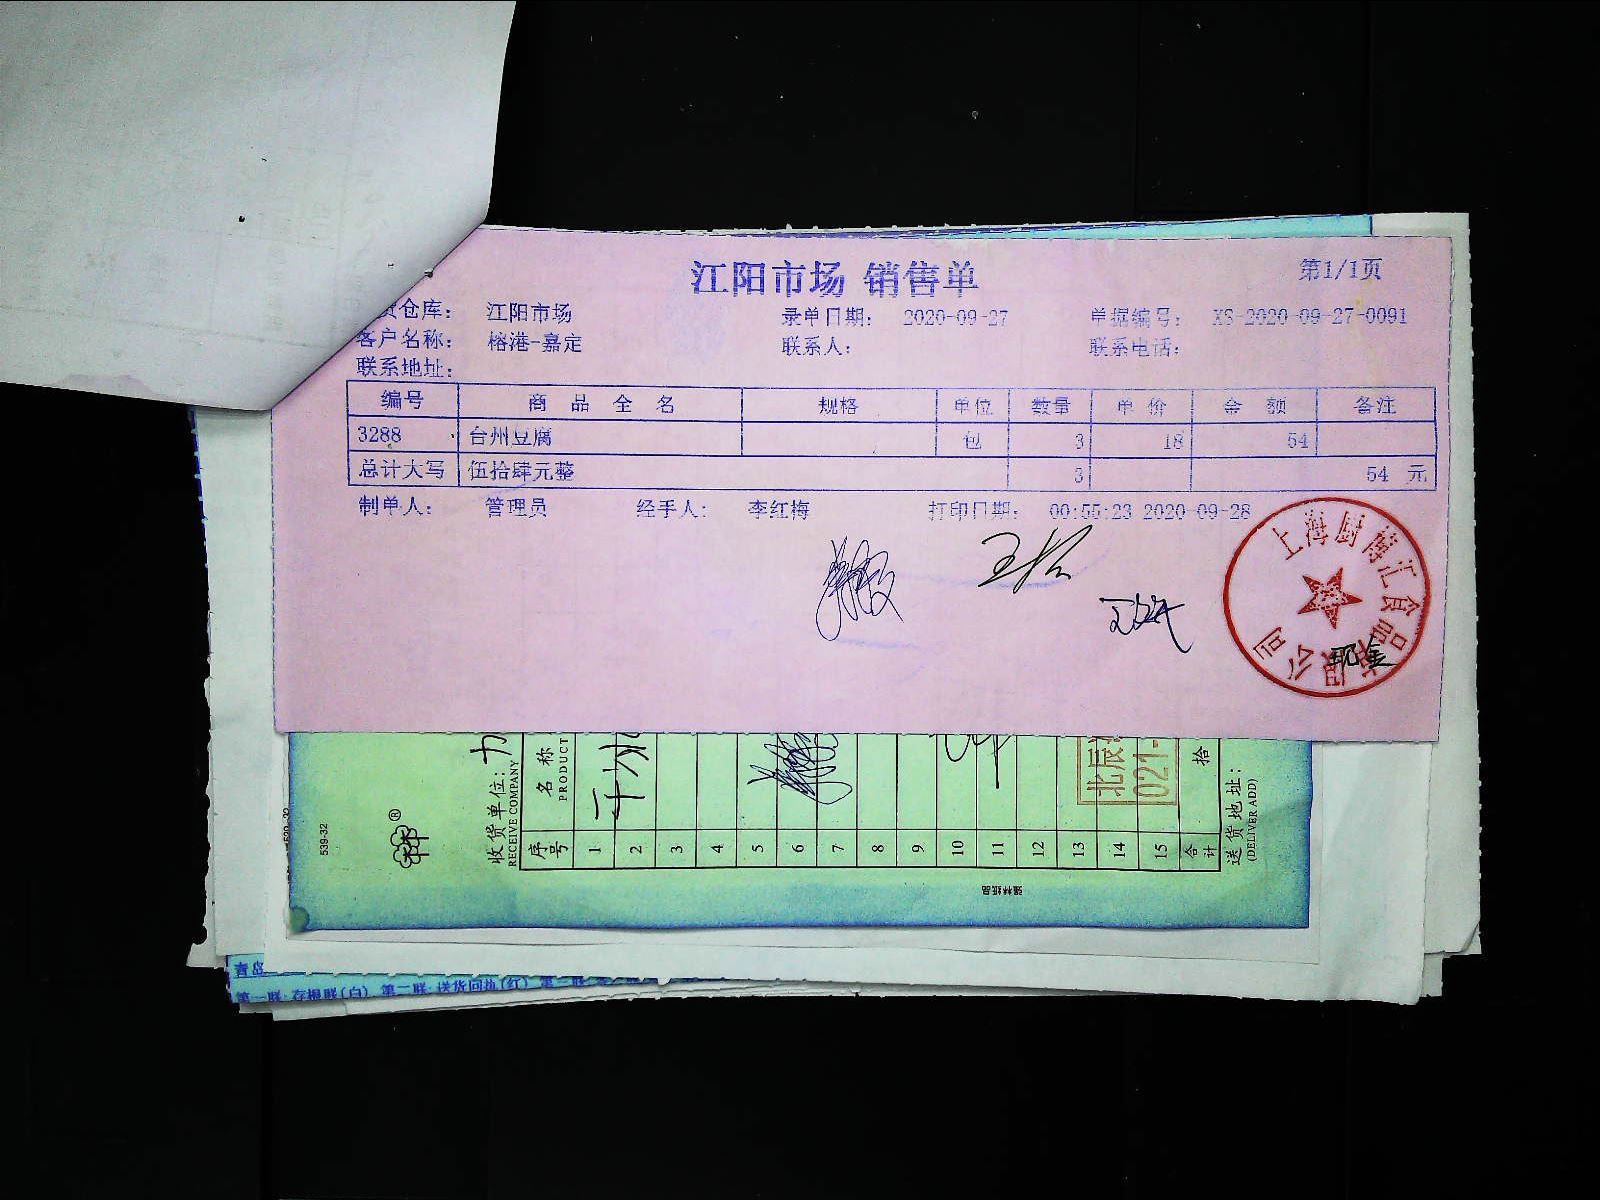 江阳市场 销售单
第1/1页
货仓库： 江阳市场 录单日期： 2020-09-27 单据编号： XS-2020-09-27-0091
客户名称： 榕港-嘉定 联系人： 联系电话：
联系地址：
编号 商品全名 规格 单位 数量 单价 金额 备注
3288 台州豆腐 包 3 18 54
总计大写 伍拾肆元整 3 54 元
制单人： 管理员 经手人： 李红梅 打印日期： 00:55:23 2020-09-28
上海厨博汇食品有限公司
现金
539-32
收货单位：
RECEIVE COMPANY
序号 名称
PRODUCT
1
2
3
4
5
6
7
8
9
10
11
12
13
14
15
合计 拾
北辰
021-
送货地址：
(DELIVER ADD)
青岛
第一联：存根联(白) 第二联：送货回执(红)